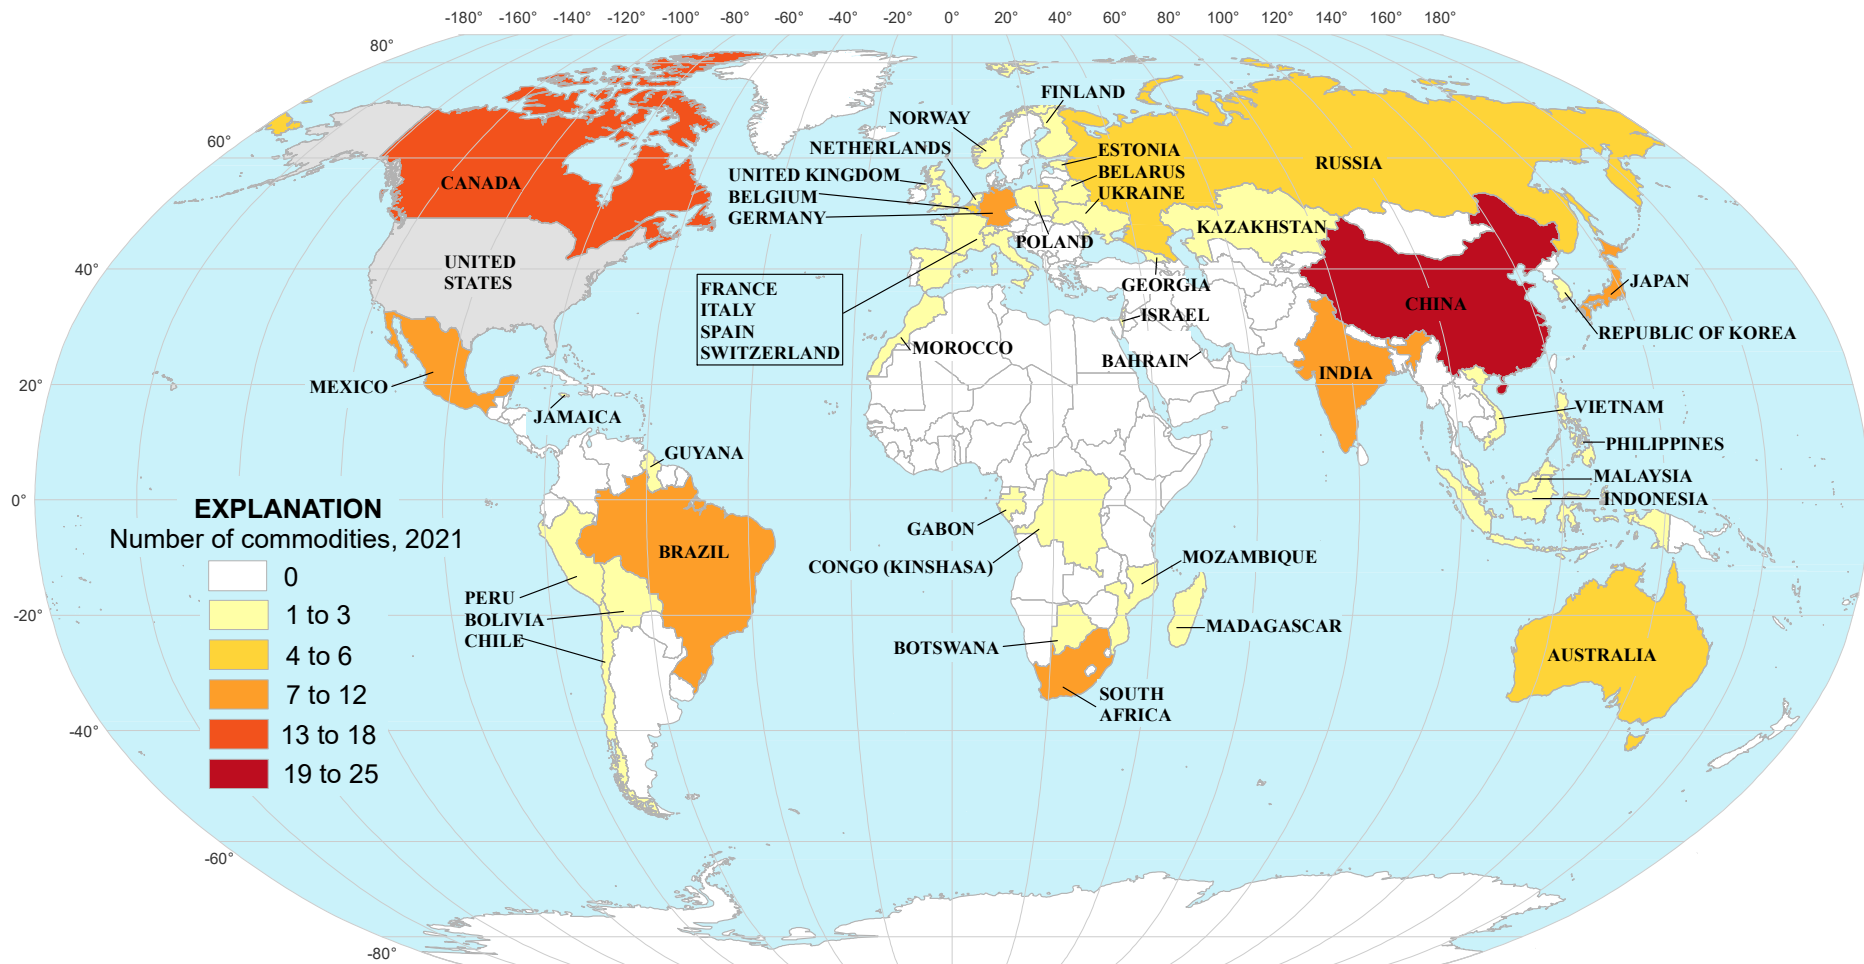 -180° -160° -140° -120° -100° -80° -60° -40° -20° 0° 20° 40° 60° 80° 100° 120° 140° 160° 180°
80°
60°
40°
20°
0°
-20°
-40°
-60°
-80°
FINLAND
NORWAY
NETHERLANDS
ESTONIA
BELARUS
UKRAINE
RUSSIA
UNITED KINGDOM
BELGIUM
GERMANY
CANADA
KAZAKHSTAN
POLAND
UNITED
STATES
FRANCE
ITALY
SPAIN
SWITZERLAND
GEORGIA
ISRAEL
CHINA
JAPAN
REPUBLIC OF KOREA
MOROCCO
BAHRAIN
INDIA
MEXICO
JAMAICA
VIETNAM
GUYANA
PHILIPPINES
MALAYSIA
INDONESIA
GABON
CONGO (KINSHASA)
BRAZIL
MOZAMBIQUE
PERU
BOLIVIA
CHILE
BOTSWANA
MADAGASCAR
AUSTRALIA
SOUTH
AFRICA
EXPLANATION
Number of commodities, 2021
0
1 to 3
4 to 6
7 to 12
13 to 18
19 to 25